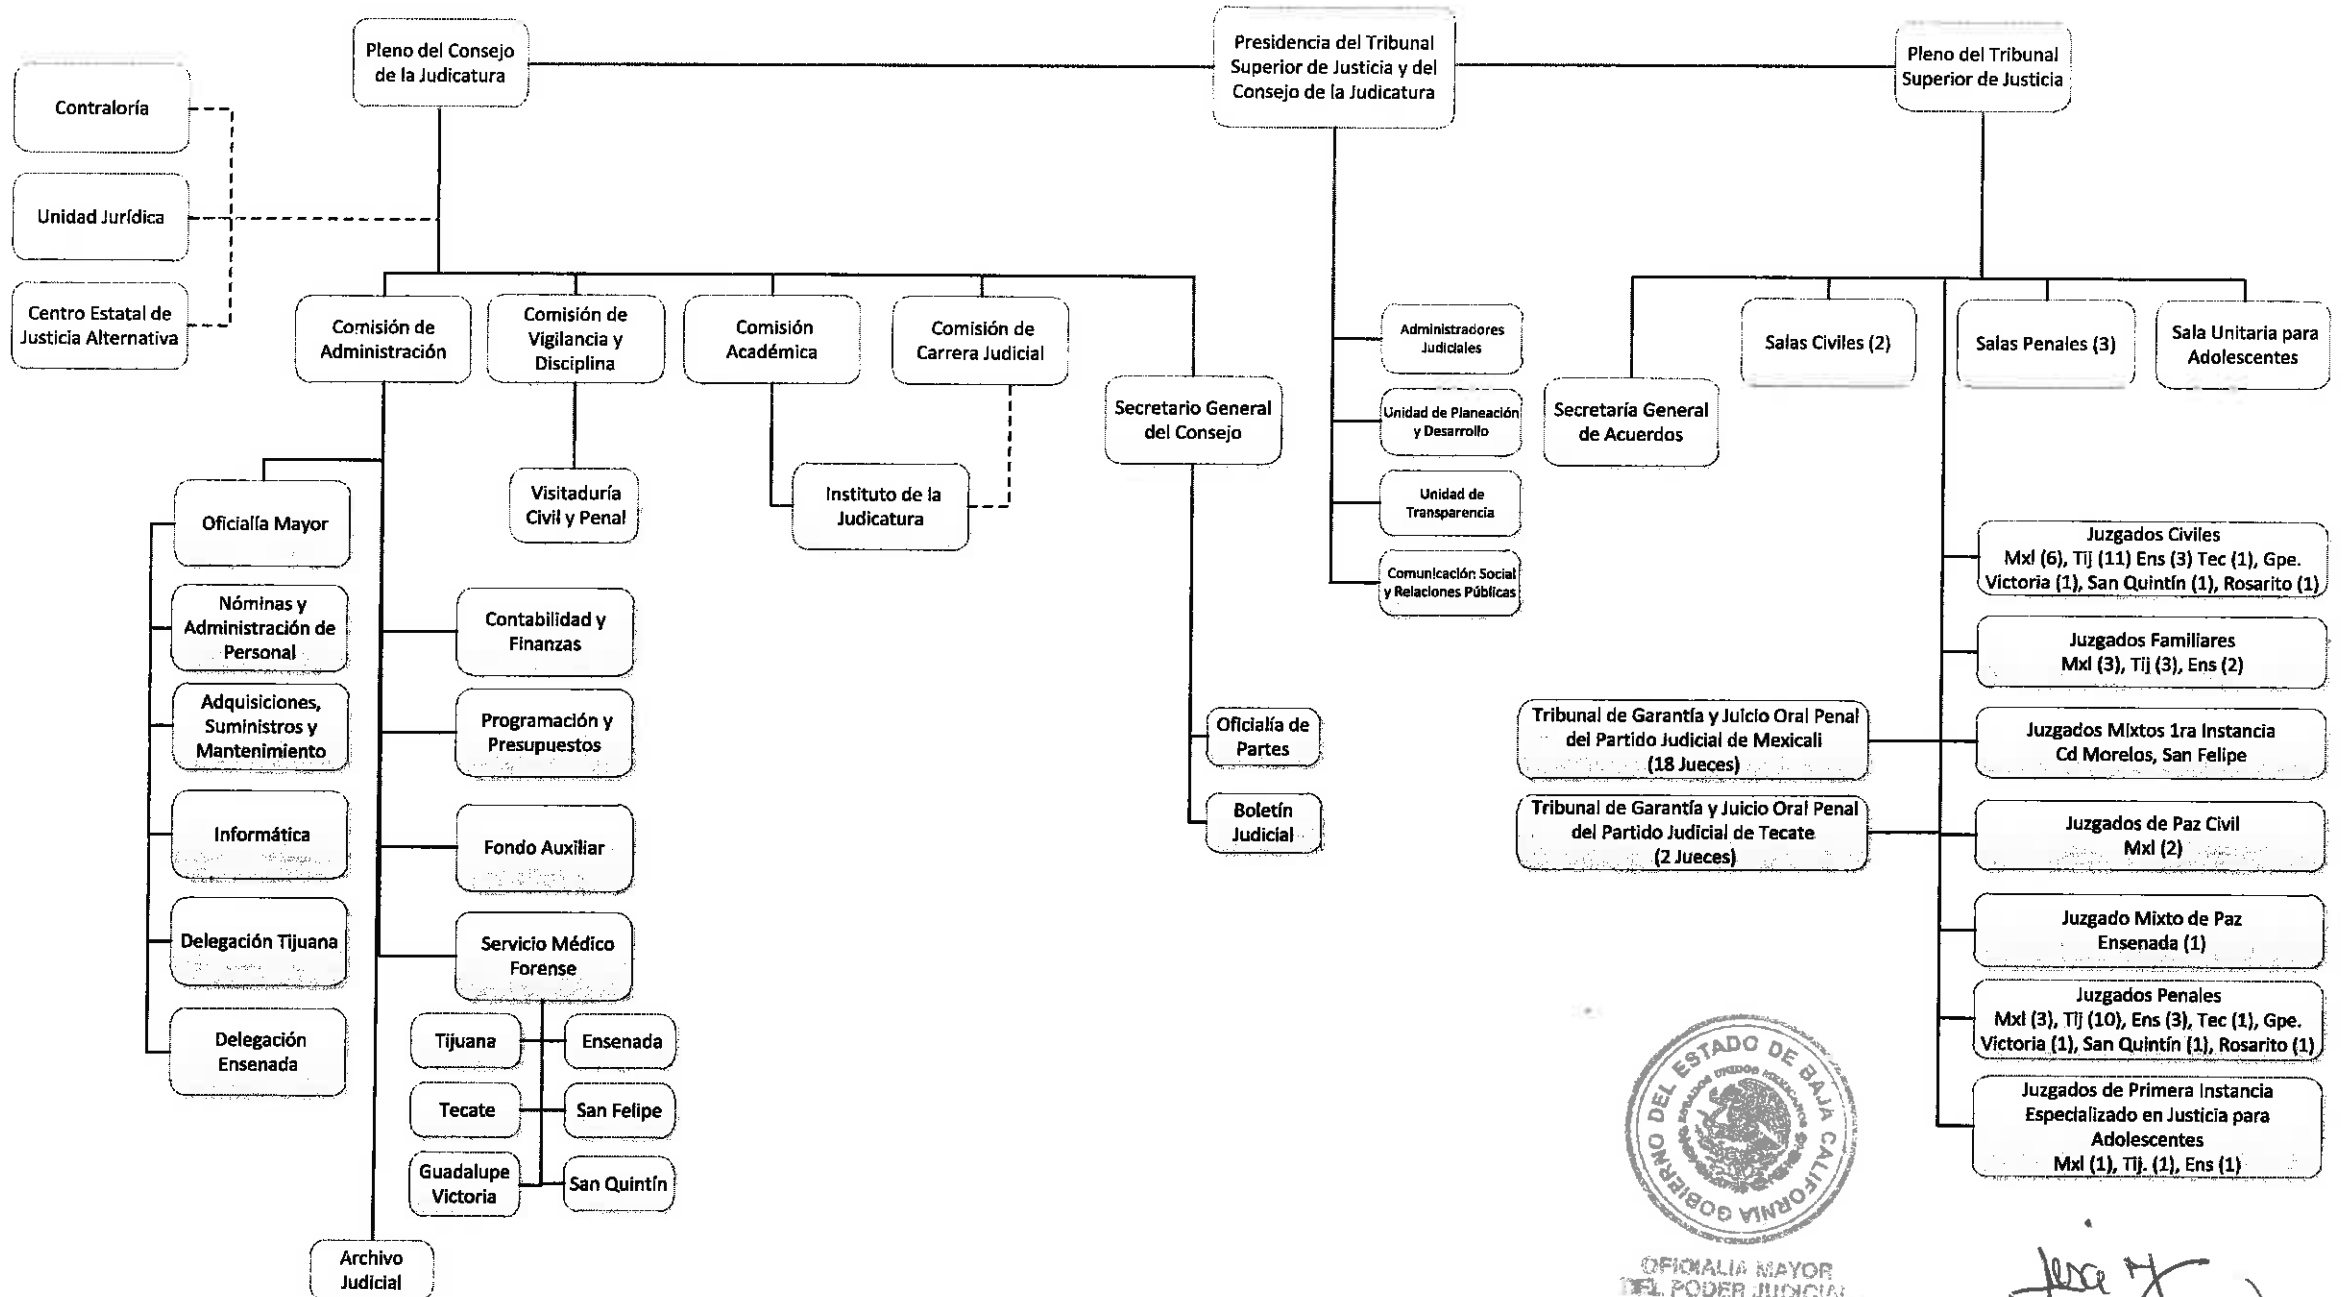 Pleno del Consejo
de la Judicatura
Presidencia del Tribunal
Superior de Justicia y del
Consejo de la Judicatura
Pleno del Tribunal
Superior de Justicia
Contraloría
Unidad Jurídica
Centro Estatal de
Justicia Alternativa
Comisión de
Administración
Comisión de
Vigilancia y
Disciplina
Comisión
Académica
Comisión de
Carrera Judicial
Secretario General
del Consejo
Administradores
Judiciales
Unidad de Planeación
y Desarrollo
Unidad de
Transparencia
Comunicación Social
y Relaciones Públicas
Secretaría General
de Acuerdos
Salas Civiles (2)
Salas Penales (3)
Sala Unitaria para
Adolescentes
Oficialía Mayor
Visitaduría
Civil y Penal
Instituto de la
Judicatura
Nóminas y
Administración de
Personal
Adquisiciones,
Suministros y
Mantenimiento
Informática
Delegación Tijuana
Delegación
Ensenada
Contabilidad y
Finanzas
Programación y
Presupuestos
Fondo Auxiliar
Servicio Médico
Forense
Tijuana
Ensenada
Tecate
San Felipe
Guadalupe
Victoria
San Quintín
Archivo
Judicial
Oficialía de
Partes
Boletín
Judicial
Tribunal de Garantía y Juicio Oral Penal
del Partido Judicial de Mexicali
(18 Jueces)
Tribunal de Garantía y Juicio Oral Penal
del Partido Judicial de Tecate
(2 Jueces)
Juzgados Civiles
Mxl (6), Tij (11) Ens (3) Tec (1), Gpe.
Victoria (1), San Quintín (1), Rosarito (1)
Juzgados Familiares
Mxl (3), Tij (3), Ens (2)
Juzgados Mixtos 1ra Instancia
Cd Morelos, San Felipe
Juzgados de Paz Civil
Mxl (2)
Juzgado Mixto de Paz
Ensenada (1)
Juzgados Penales
Mxl (3), Tij (10), Ens (3), Tec (1), Gpe.
Victoria (1), San Quintín (1), Rosarito (1)
Juzgados de Primera Instancia
Especializado en Justicia para
Adolescentes
Mxl (1), Tij. (1), Ens (1)
GOBIERNO DEL ESTADO DE BAJA CALIFORNIA
ESTADOS UNIDOS MEXICANOS
OFICIALIA MAYOR
DEL PODER JUDICIAL